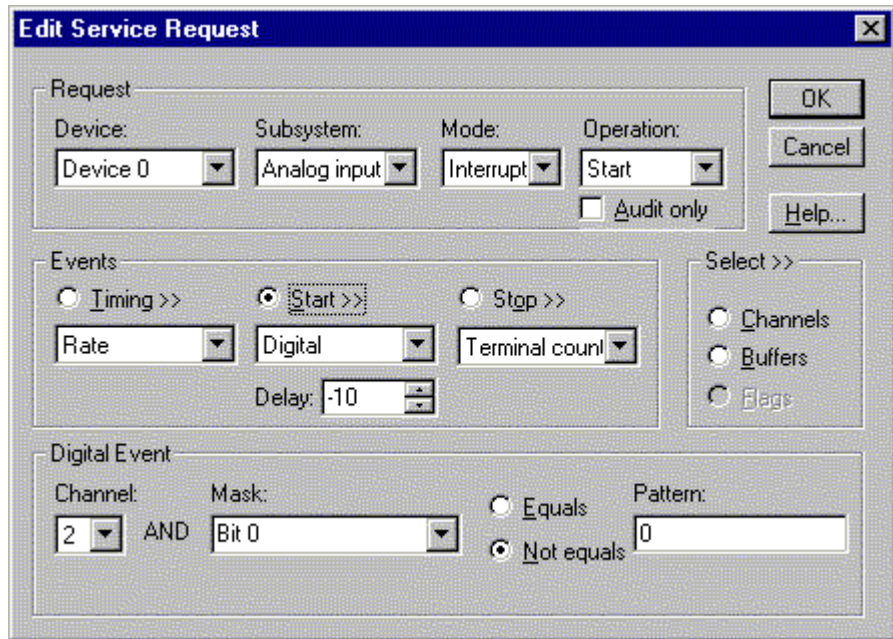 Edit Service Request
Request
OK
Device: Subsystem: Mode: Operation:
Device 0 Analog input Interrupt Start
Cancel
Audit only
Help...
Events
Select >>
Timing >> Start >> Stop >>
Rate Digital Terminal count
Channels
Buffers
Delay: -10
Flags
Digital Event
Channel: Mask: Pattern:
Equals
2 AND Bit 0 0
Not equals